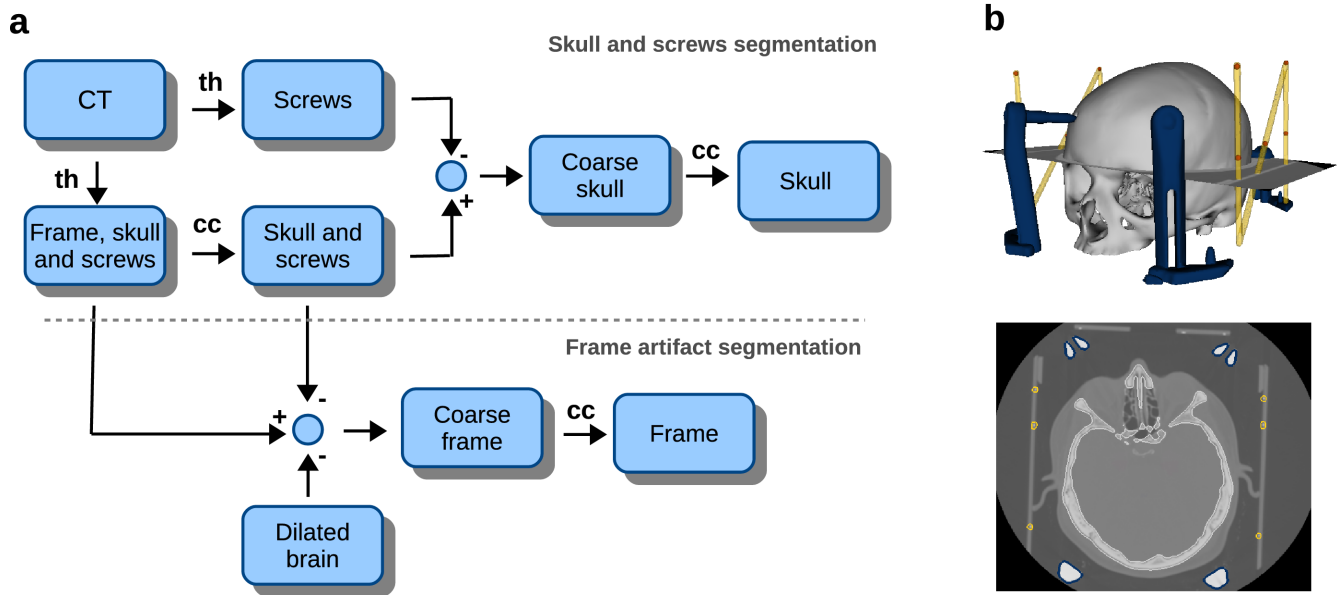 a
Skull and screws segmentation
CT
th
Screws
-
+
Coarse
skull
cc
Skull
th
Frame, skull
and screws
cc
Skull and
screws
Frame artifact segmentation
+
-
-
Coarse
frame
cc
Frame
Dilated
brain
b